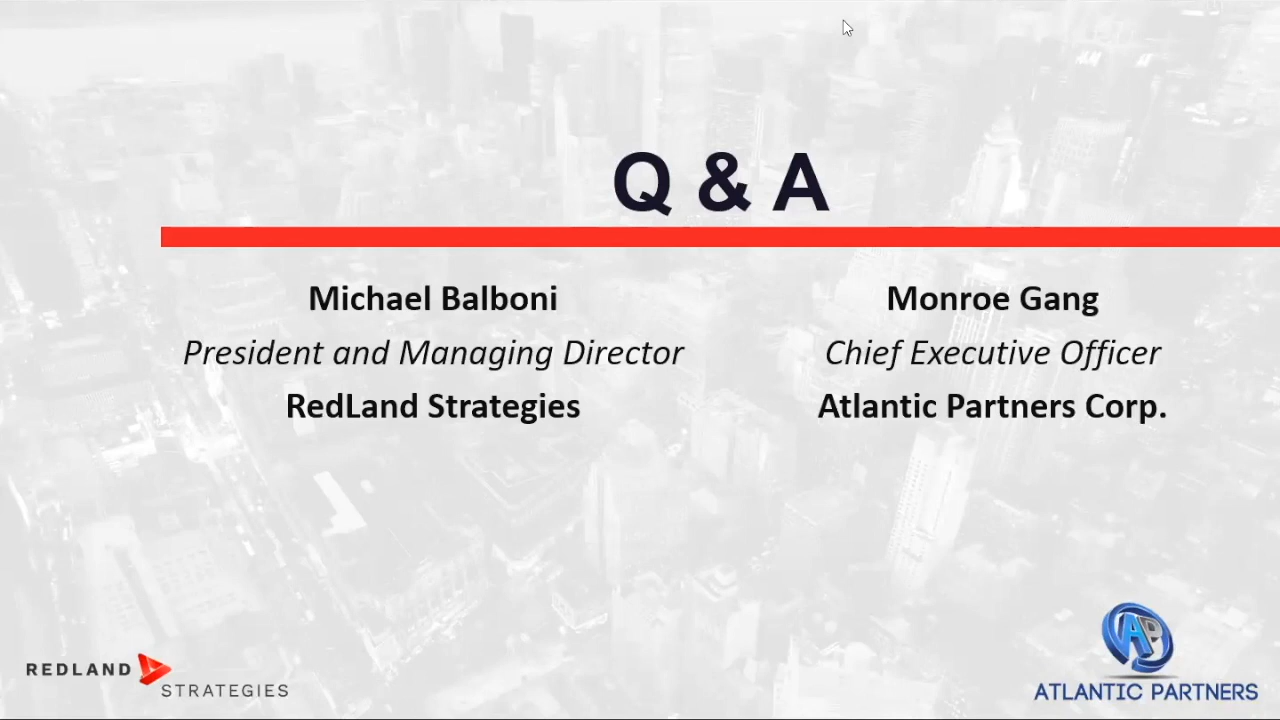 Q & A
Michael Balboni
President and Managing Director
RedLand Strategies
Monroe Gang
Chief Executive Officer
Atlantic Partners Corp.
REDLAND
STRATEGIES
AP
ATLANTIC PARTNERS